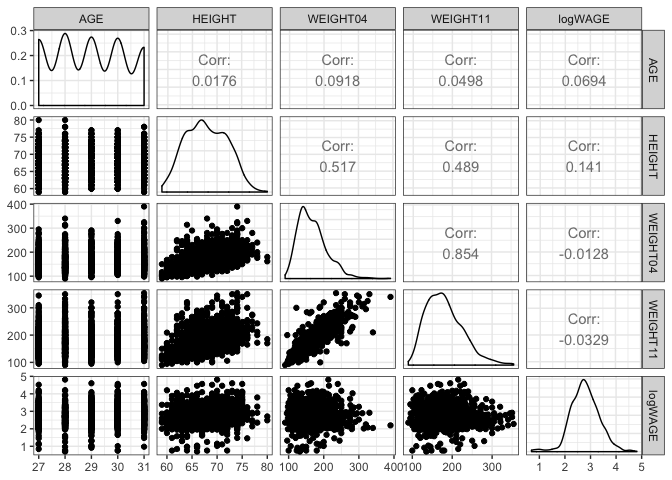 AGE HEIGHT WEIGHT04 WEIGHT11 logWAGE
0.3
0.2
0.1
0.0
Corr:
0.0176
Corr:
0.0918
Corr:
0.0498
Corr:
0.0694
AGE
80
75
70
65
60
Corr:
0.517
Corr:
0.489
Corr:
0.141
HEIGHT
400
300
200
100
Corr:
0.854
Corr:
-0.0128
WEIGHT04
300
200
100
Corr:
-0.0329
WEIGHT11
5
4
3
2
1
logWAGE
27 28 29 30 31 60 65 70 75 80 100 200 300 400 100 200 300 1 2 3 4 5